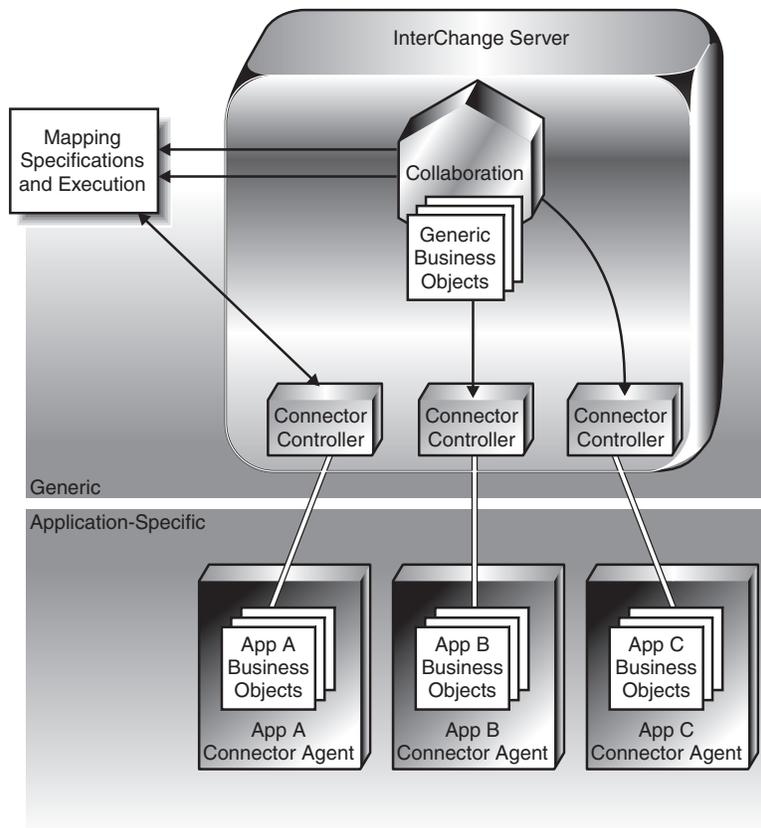 InterChange Server
Mapping
Specifications
and Execution
Collaboration
Generic
Business
Objects
Connector
Controller
Connector
Controller
Connector
Controller
Generic
Application-Specific
App A
Business
Objects
App A
Connector Agent
App B
Business
Objects
App B
Connector Agent
App C
Business
Objects
App C
Connector Agent